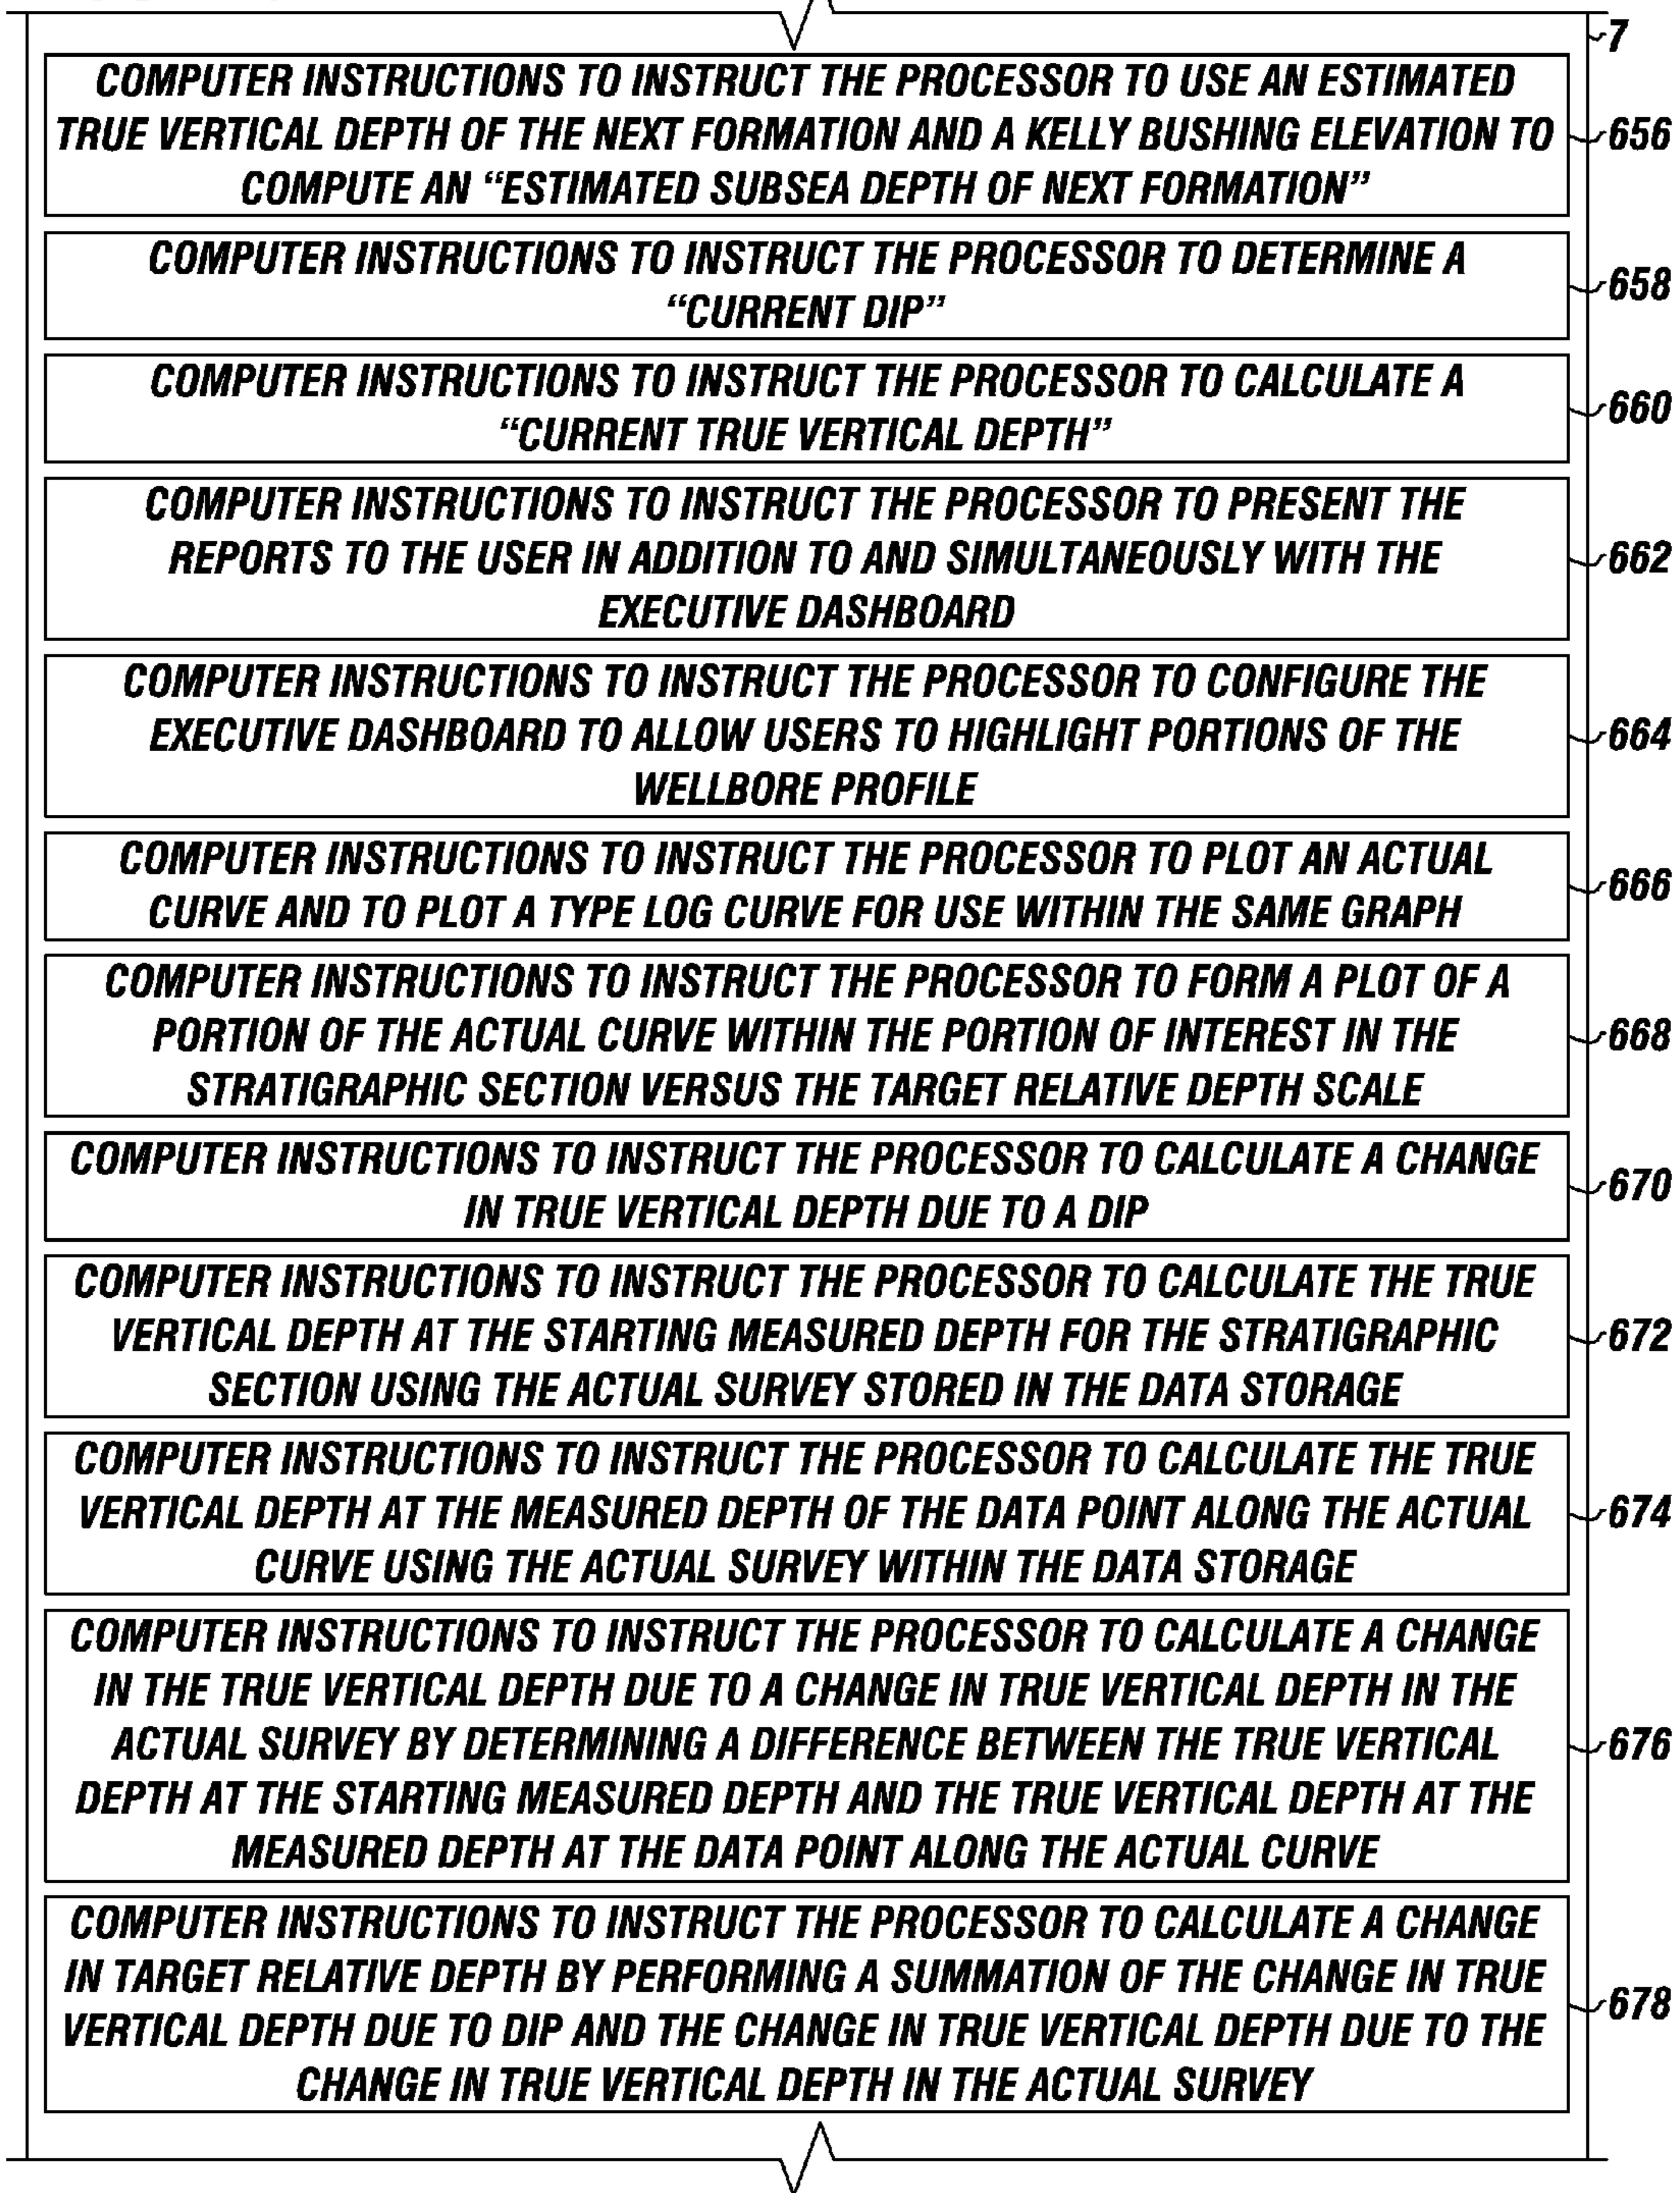 7
COMPUTER INSTRUCTIONS TO INSTRUCT THE PROCESSOR TO USE AN ESTIMATED
TRUE VERTICAL DEPTH OF THE NEXT FORMATION AND A KELLY BUSHING ELEVATION TO
COMPUTE AN “ESTIMATED SUBSEA DEPTH OF NEXT FORMATION”
656
COMPUTER INSTRUCTIONS TO INSTRUCT THE PROCESSOR TO DETERMINE A
“CURRENT DIP”
658
COMPUTER INSTRUCTIONS TO INSTRUCT THE PROCESSOR TO CALCULATE A
“CURRENT TRUE VERTICAL DEPTH”
660
COMPUTER INSTRUCTIONS TO INSTRUCT THE PROCESSOR TO PRESENT THE
REPORTS TO THE USER IN ADDITION TO AND SIMULTANEOUSLY WITH THE
EXECUTIVE DASHBOARD
662
COMPUTER INSTRUCTIONS TO INSTRUCT THE PROCESSOR TO CONFIGURE THE
EXECUTIVE DASHBOARD TO ALLOW USERS TO HIGHLIGHT PORTIONS OF THE
WELLBORE PROFILE
664
COMPUTER INSTRUCTIONS TO INSTRUCT THE PROCESSOR TO PLOT AN ACTUAL
CURVE AND TO PLOT A TYPE LOG CURVE FOR USE WITHIN THE SAME GRAPH
666
COMPUTER INSTRUCTIONS TO INSTRUCT THE PROCESSOR TO FORM A PLOT OF A
PORTION OF THE ACTUAL CURVE WITHIN THE PORTION OF INTEREST IN THE
STRATIGRAPHIC SECTION VERSUS THE TARGET RELATIVE DEPTH SCALE
668
COMPUTER INSTRUCTIONS TO INSTRUCT THE PROCESSOR TO CALCULATE A CHANGE
IN TRUE VERTICAL DEPTH DUE TO A DIP
670
COMPUTER INSTRUCTIONS TO INSTRUCT THE PROCESSOR TO CALCULATE THE TRUE
VERTICAL DEPTH AT THE STARTING MEASURED DEPTH FOR THE STRATIGRAPHIC
SECTION USING THE ACTUAL SURVEY STORED IN THE DATA STORAGE
672
COMPUTER INSTRUCTIONS TO INSTRUCT THE PROCESSOR TO CALCULATE THE TRUE
VERTICAL DEPTH AT THE MEASURED DEPTH OF THE DATA POINT ALONG THE ACTUAL
CURVE USING THE ACTUAL SURVEY WITHIN THE DATA STORAGE
674
COMPUTER INSTRUCTIONS TO INSTRUCT THE PROCESSOR TO CALCULATE A CHANGE
IN THE TRUE VERTICAL DEPTH DUE TO A CHANGE IN TRUE VERTICAL DEPTH IN THE
ACTUAL SURVEY BY DETERMINING A DIFFERENCE BETWEEN THE TRUE VERTICAL
DEPTH AT THE STARTING MEASURED DEPTH AND THE TRUE VERTICAL DEPTH AT THE
MEASURED DEPTH AT THE DATA POINT ALONG THE ACTUAL CURVE
676
COMPUTER INSTRUCTIONS TO INSTRUCT THE PROCESSOR TO CALCULATE A CHANGE
IN TARGET RELATIVE DEPTH BY PERFORMING A SUMMATION OF THE CHANGE IN TRUE
VERTICAL DEPTH DUE TO DIP AND THE CHANGE IN TRUE VERTICAL DEPTH DUE TO THE
CHANGE IN TRUE VERTICAL DEPTH IN THE ACTUAL SURVEY
678